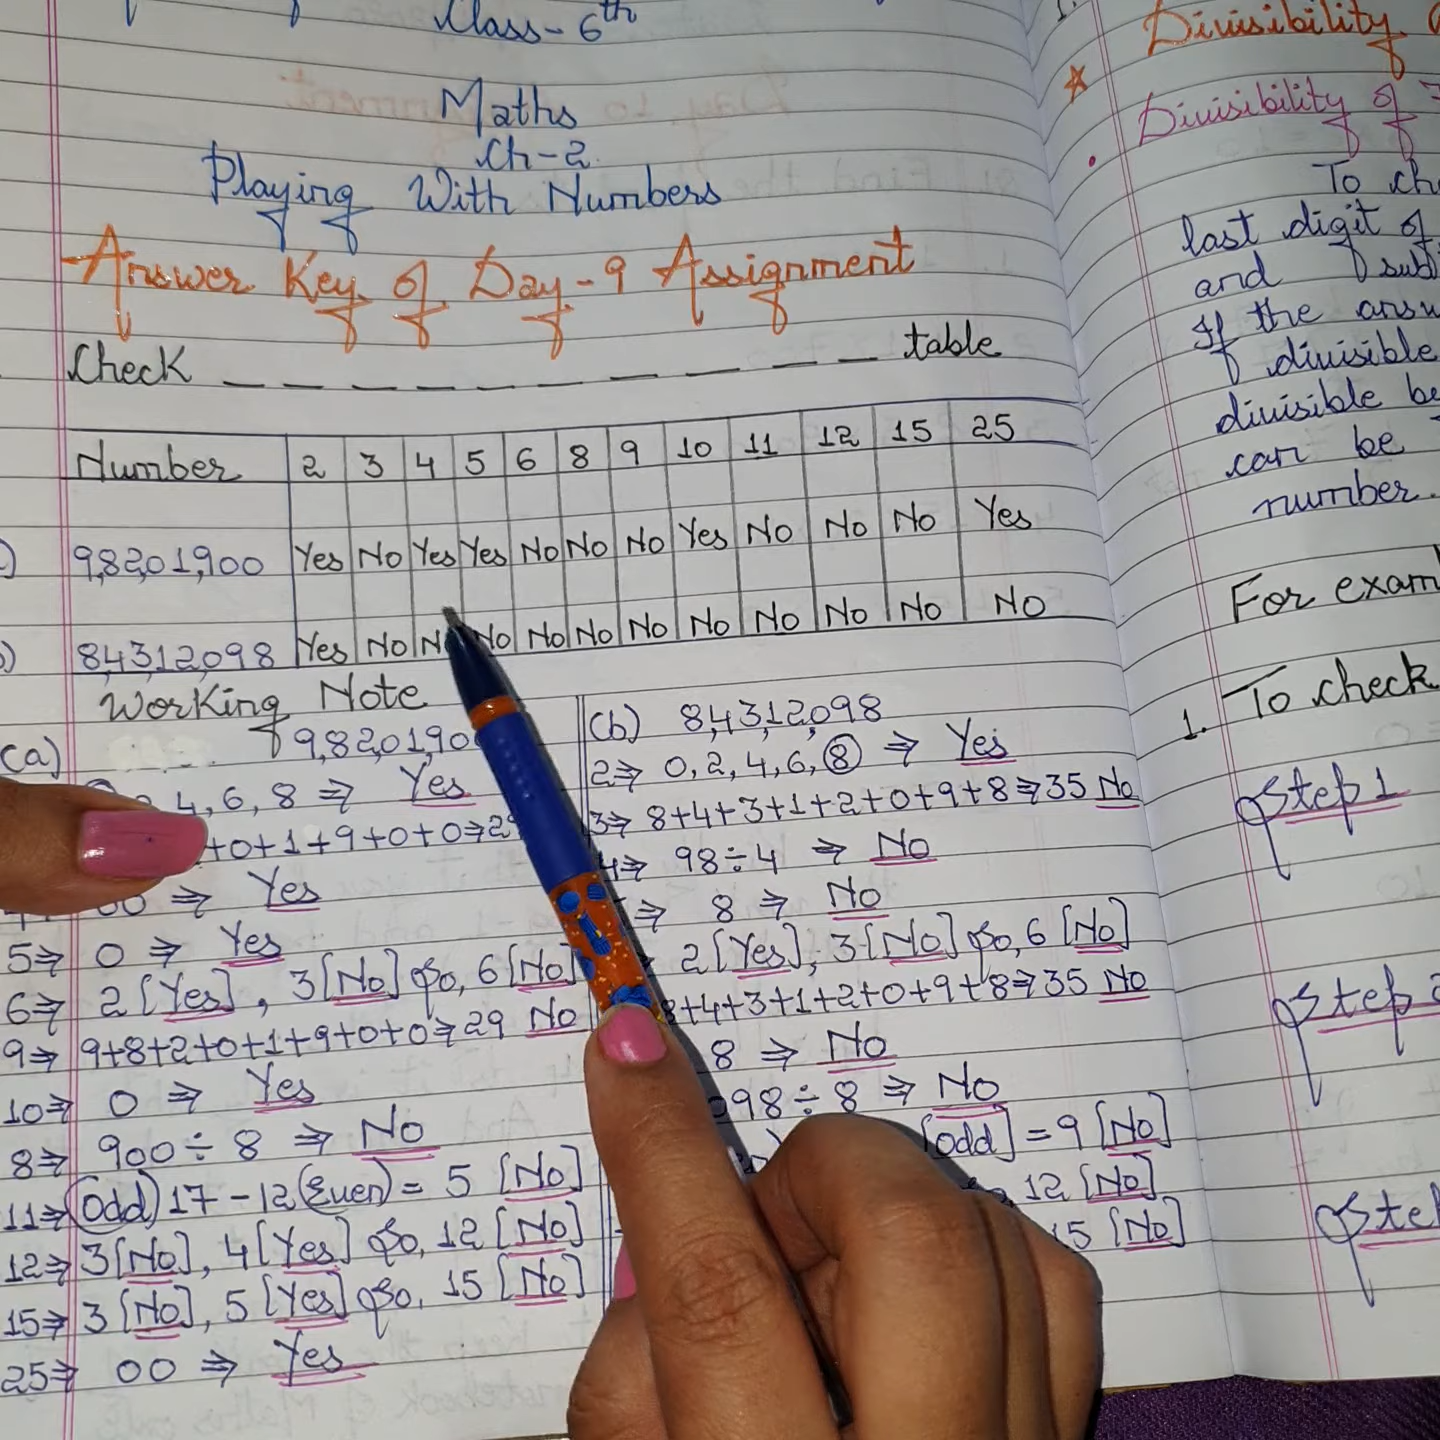 Class-6th
Maths
Ch-2
Playing With Numbers
Answer Key of Day-9 Assignment
Check _ _ _ _ _ _ _ _ _ _ _ table
Number 2 3 4 5 6 8 9 10 11 12 15 25
9,82,01,900 Yes No Yes Yes No No No Yes No No No Yes
8,43,12,098 Yes No No No No No No No No No No
Working Note
(a) 9,82,01,90
4, 6, 8 ⇒ Yes
+0+1+9+0+0⇒29
00 ⇒ Yes
5⇒ 0 ⇒ Yes
6⇒ 2 [Yes], 3[No] So, 6[No]
9⇒ 9+8+2+0+1+9+0+0⇒29 No
10⇒ 0 ⇒ Yes
8⇒ 900÷8 ⇒ No
11⇒ (Odd) 17-12 (Even) = 5 [No]
12⇒ 3[No], 4[Yes] So, 12 [No]
15⇒ 3 [No], 5 [Yes] So, 15 [No]
25⇒ 00 ⇒ Yes
(b) 8,43,12,098
2⇒ 0,2,4,6,8 ⇒ Yes
3⇒ 8+4+3+1+2+0+9+8⇒35 No
4⇒ 98÷4 ⇒ No
⇒ 8 ⇒ No
2 [Yes], 3[No] So, 6 [No]
8+4+3+1+2+0+9+8⇒35 No
8 ⇒ No
098÷8 ⇒ No
[Odd] = 9 [No]
12 [No]
15 [No]
Divisibility
Divisibility of
To
last digit of
and
If the
divisible
divisible
can be
number.
For
1. To check
Step 1
Step